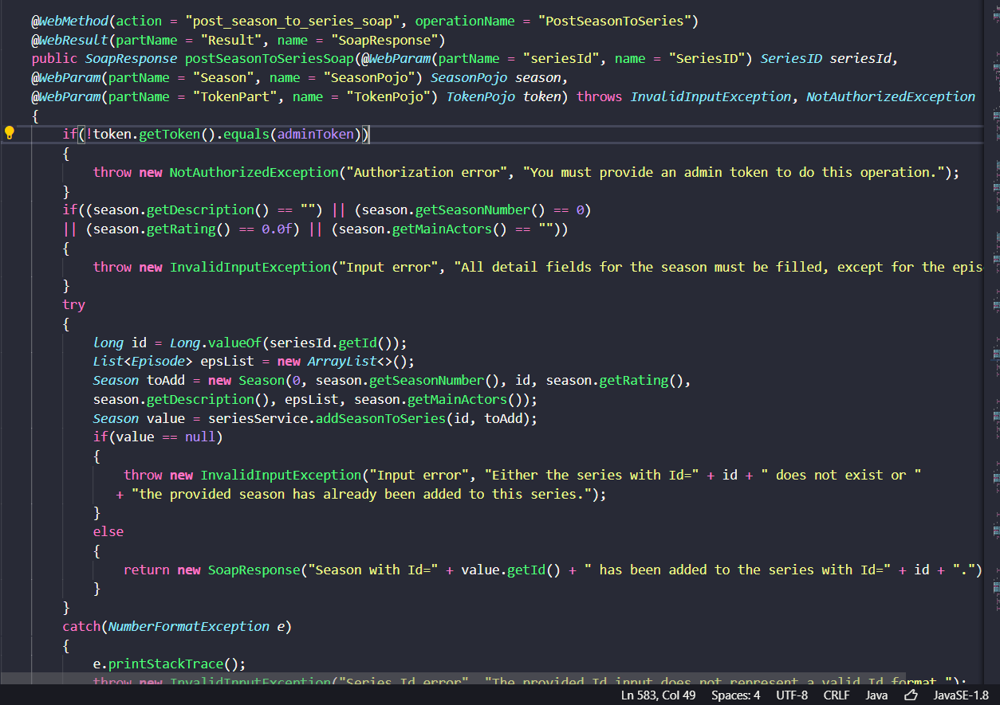 @WebMethod(action = "post_season_to_series_soap", operationName = "PostSeasonToSeries")
@WebResult(partName = "Result", name = "SoapResponse")
public SoapResponse postSeasonToSeriesSoap(@WebParam(partName = "seriesId", name = "SeriesID") SeriesID seriesId,
@WebParam(partName = "Season", name = "SeasonPojo") SeasonPojo season,
@WebParam(partName = "TokenPart", name = "TokenPojo") TokenPojo token) throws InvalidInputException, NotAuthorizedException
{
if(!token.getToken().equals(adminToken))
{
throw new NotAuthorizedException("Authorization error", "You must provide an admin token to do this operation.");
}
if((season.getDescription() == "") || (season.getSeasonNumber() == 0)
|| (season.getRating() == 0.0f) || (season.getMainActors() == ""))
{
throw new InvalidInputException("Input error", "All detail fields for the season must be filled, except for the epis
}
try
{
long id = Long.valueOf(seriesId.getId());
List<Episode> epsList = new ArrayList<>();
Season toAdd = new Season(0, season.getSeasonNumber(), id, season.getRating(),
season.getDescription(), epsList, season.getMainActors());
Season value = seriesService.addSeasonToSeries(id, toAdd);
if(value == null)
{
throw new InvalidInputException("Input error", "Either the series with Id=" + id + " does not exist or "
+ "the provided season has already been added to this series.");
}
else
{
return new SoapResponse("Season with Id=" + value.getId() + " has been added to the series with Id=" + id + ".")
}
}
catch(NumberFormatException e)
{
e.printStackTrace();
throw new InvalidInputException("Series Id error", "The provided Id input does not represent a valid Id format.");
Ln 583, Col 49 Spaces: 4 UTF-8 CRLF Java JavaSE-1.8